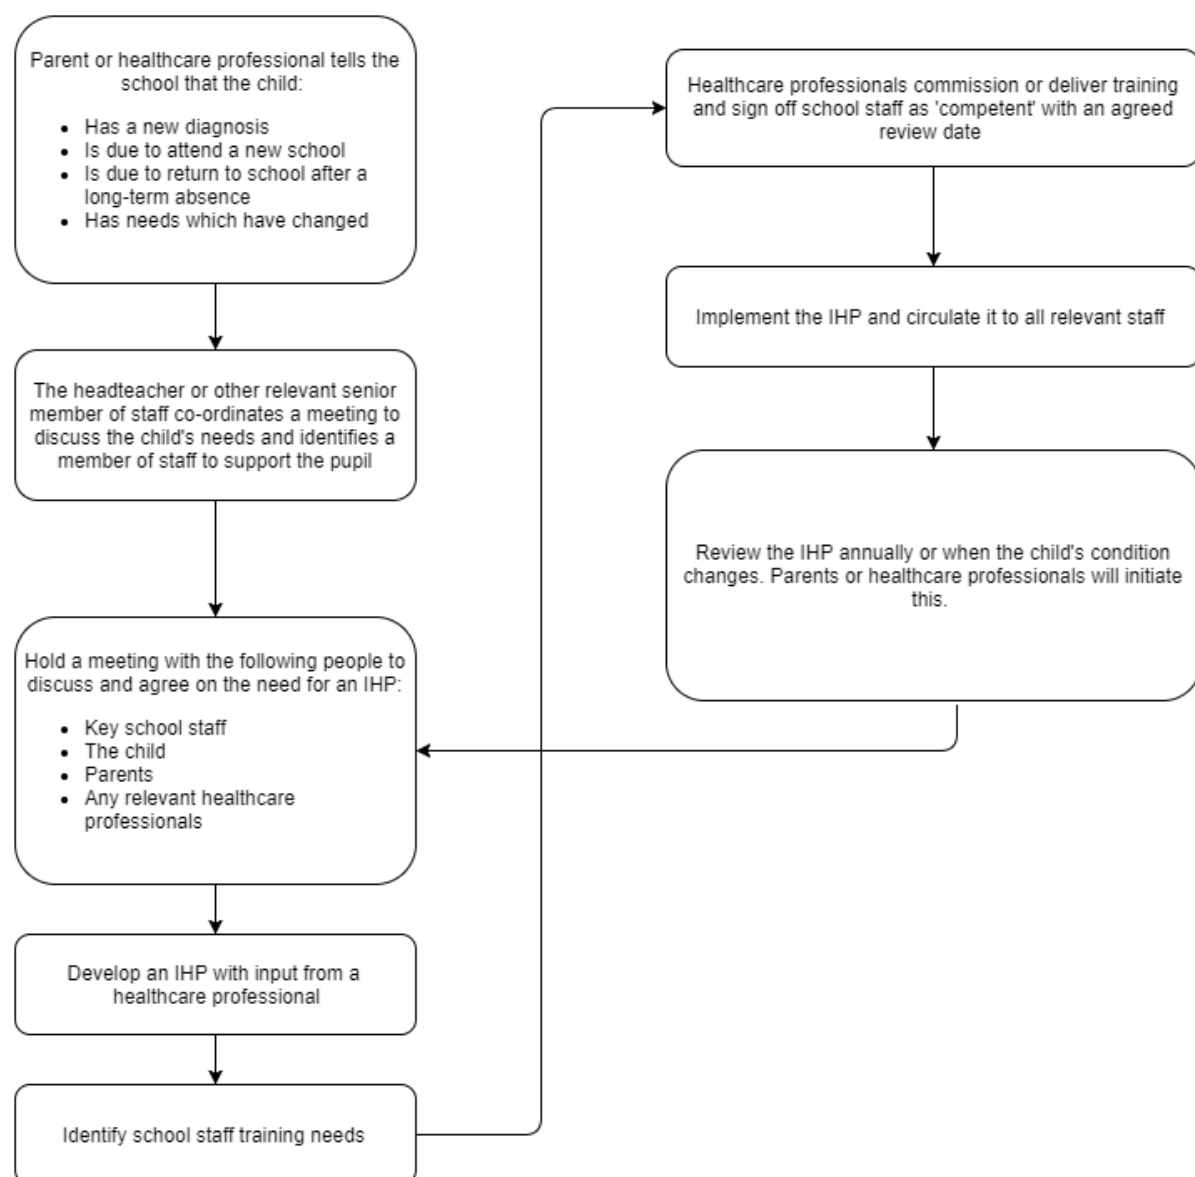 Parent or healthcare professional tells the
school that the child:
• Has a new diagnosis
• Is due to attend a new school
• Is due to return to school after a
long-term absence
• Has needs which have changed
The headteacher or other relevant senior
member of staff co-ordinates a meeting to
discuss the child's needs and identifies a
member of staff to support the pupil
Hold a meeting with the following people to
discuss and agree on the need for an IHP:
• Key school staff
• The child
• Parents
• Any relevant healthcare
professionals
Develop an IHP with input from a
healthcare professional
Identify school staff training needs
Healthcare professionals commission or deliver training
and sign off school staff as 'competent' with an agreed
review date
Implement the IHP and circulate it to all relevant staff
Review the IHP annually or when the child's condition
changes. Parents or healthcare professionals will initiate
this.